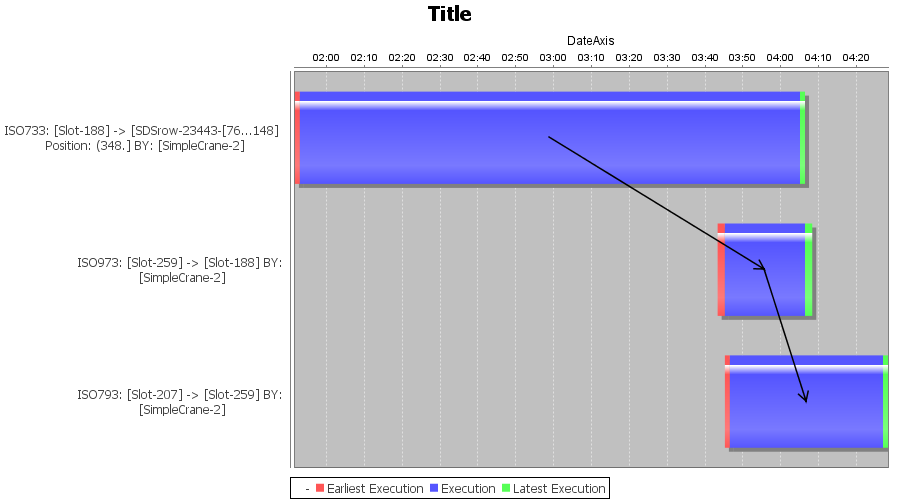 Title
DateAxis
02:00 02:10 02:20 02:30 02:40 02:50 03:00 03:10 03:20 03:30 03:40 03:50 04:00 04:10 04:20
ISO733: [Slot-188] -> [SDSrow-23443-[76...148]
Position: (348.] BY: [SimpleCrane-2]
ISO973: [Slot-259] -> [Slot-188] BY:
[SimpleCrane-2]
ISO793: [Slot-207] -> [Slot-259] BY:
[SimpleCrane-2]
- Earliest Execution Execution Latest Execution